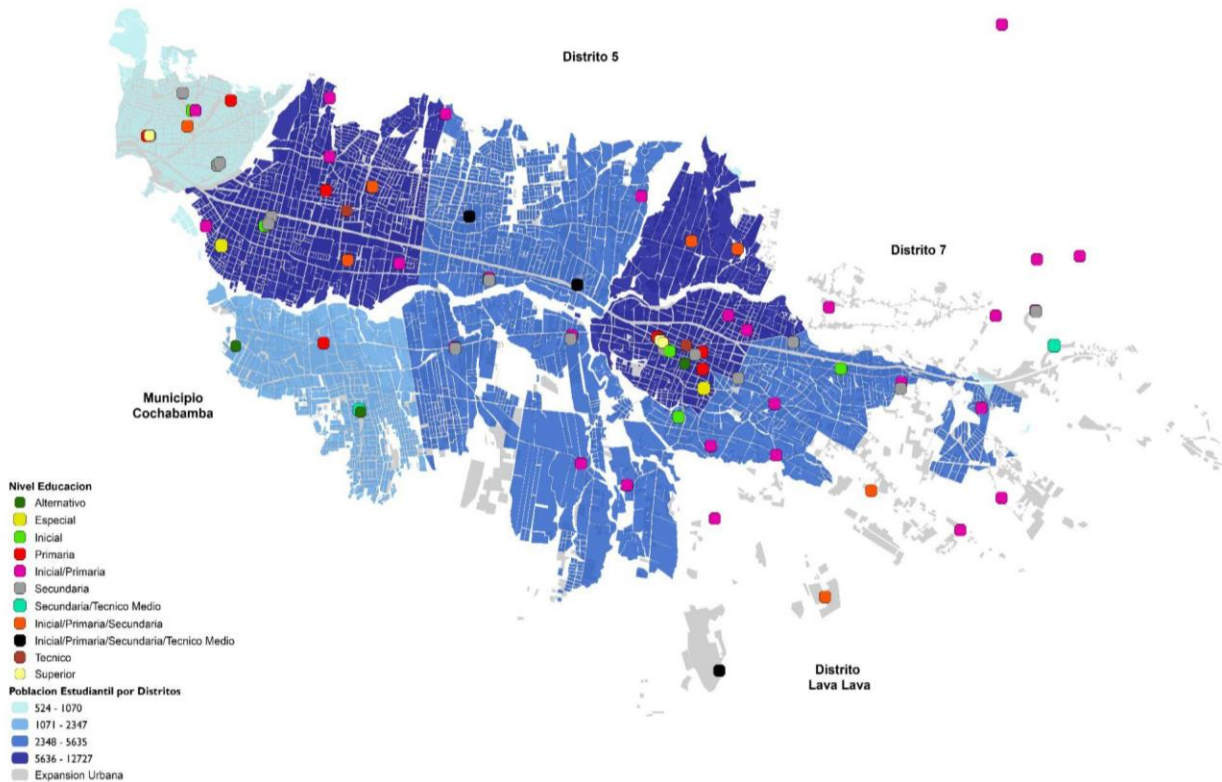 Distrito 5
Distrito 7
Municipio
Cochabamba
Distrito
Lava Lava
Nivel Educacion
Alternativo
Especial
Inicial
Primaria
Inicial/Primaria
Secundaria
Secundaria/Tecnico Medio
Inicial/Primaria/Secundaria
Inicial/Primaria/Secundaria/Tecnico Medio
Tecnico
Superior
Poblacion Estudiantil por Distritos
524 - 1070
1071 - 2347
2348 - 5635
5636 - 12727
Expansion Urbana